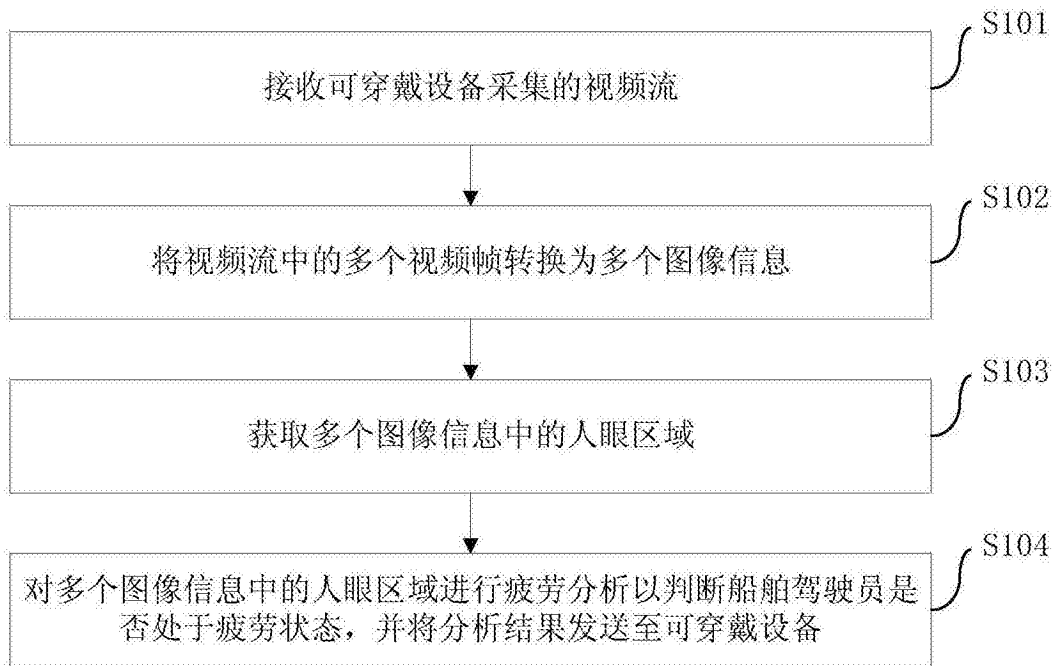 S101
接收可穿戴设备采集的视频流
S102
将视频流中的多个视频帧转换为多个图像信息
S103
获取多个图像信息中的人眼区域
S104
对多个图像信息中的人眼区域进行疲劳分析以判断船舶驾驶员是
否处于疲劳状态，并将分析结果发送至可穿戴设备